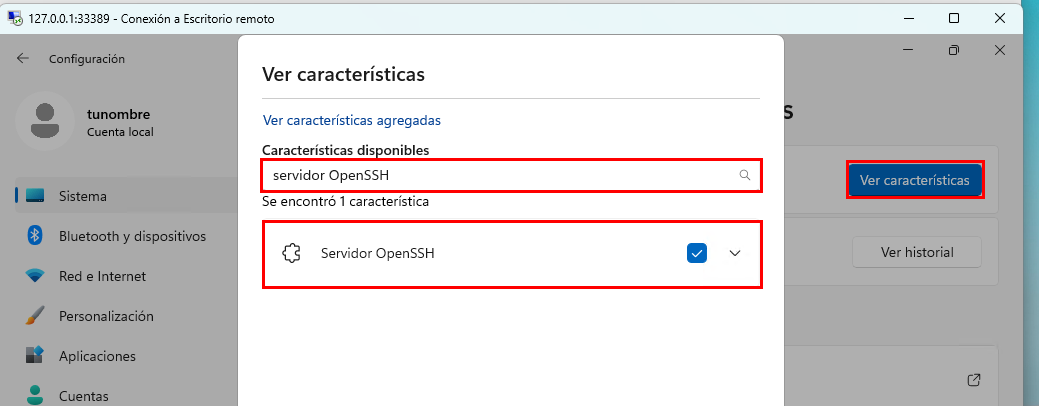 127.0.0.1:33389 - Conexión a Escritorio remoto
Configuración
tunombre
Cuenta local
Sistema
Bluetooth y dispositivos
Red e Internet
Personalización
Aplicaciones
Cuentas
Ver características
Ver características agregadas
Características disponibles
servidor OpenSSH
Se encontró 1 característica
Servidor OpenSSH
s
Ver características
Ver historial